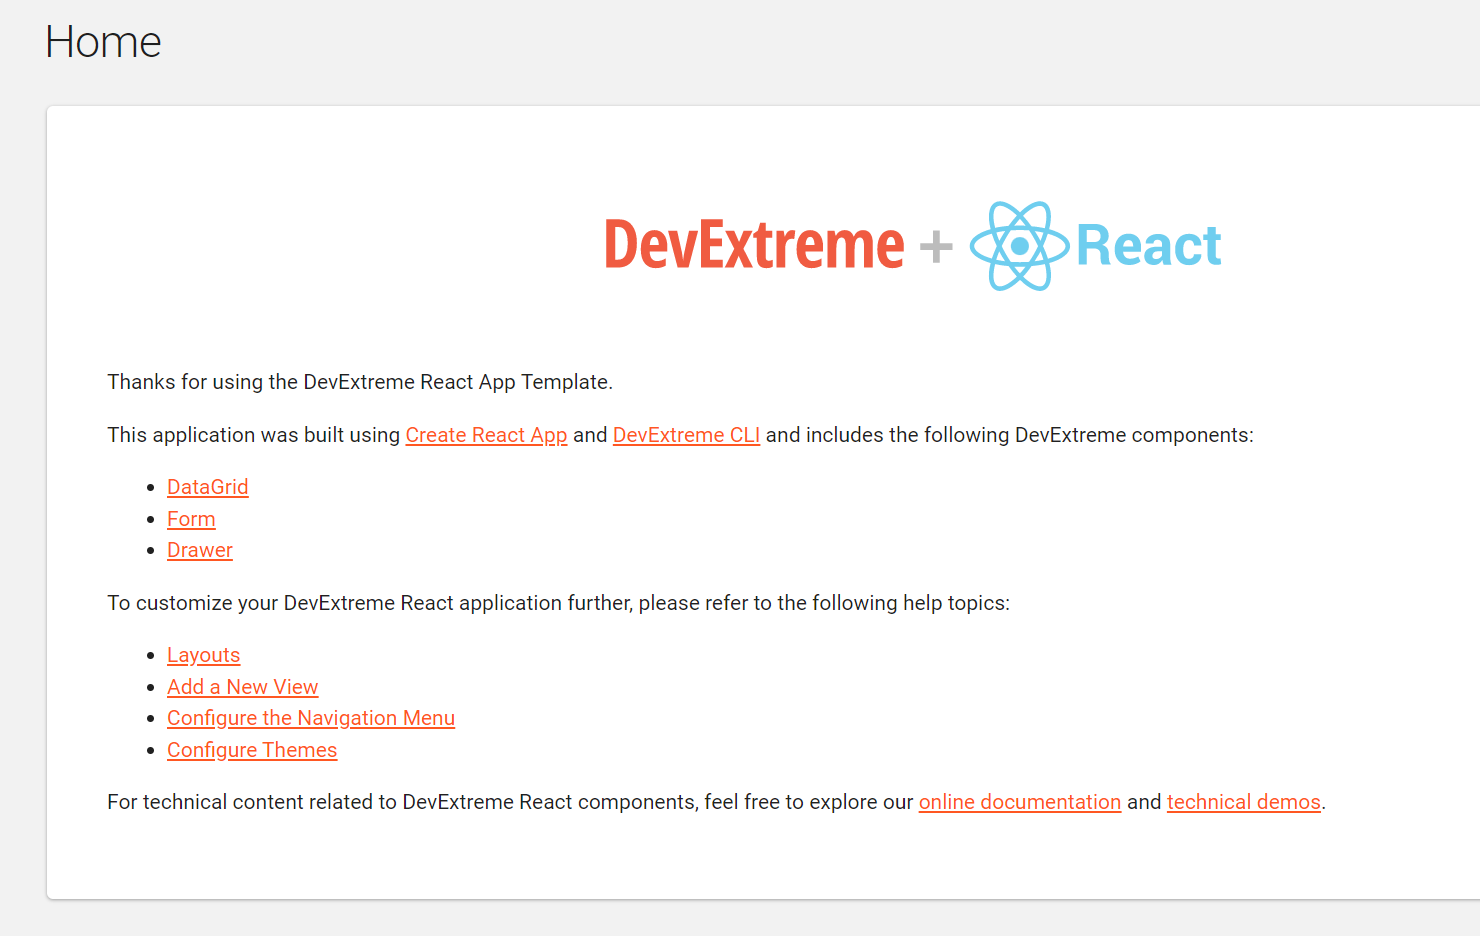 Home
DevExtreme + React
Thanks for using the DevExtreme React App Template.
This application was built using Create React App and DevExtreme CLI and includes the following DevExtreme components:
DataGrid
Form
Drawer
To customize your DevExtreme React application further, please refer to the following help topics:
Layouts
Add a New View
Configure the Navigation Menu
Configure Themes
For technical content related to DevExtreme React components, feel free to explore our online documentation and technical demos.